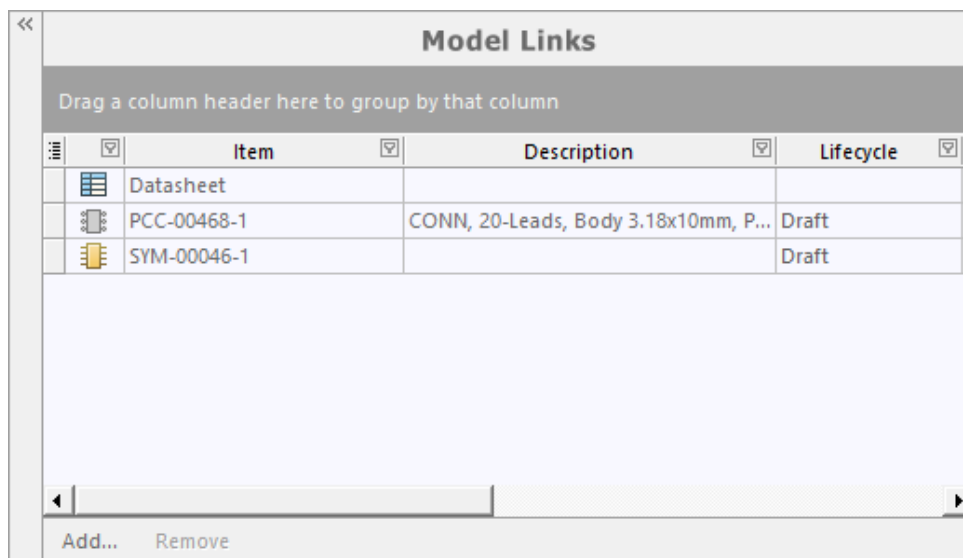 Model Links
Drag a column header here to group by that column
Item Description Lifecycle
Datasheet
PCC-00468-1 CONN, 20-Leads, Body 3.18x10mm, P... Draft
SYM-00046-1 Draft
Add... Remove